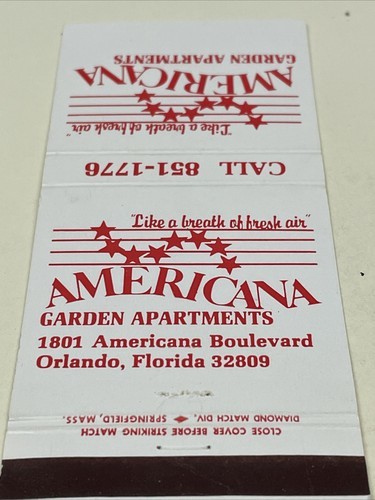 GARDEN APARTMENTS
AMERICANA
"Like a breath of fresh air"
CALL 851-1776
"Like a breath of fresh air"
AMERICANA
GARDEN APARTMENTS
1801 Americana Boulevard
Orlando, Florida 32809
CLOSE COVER BEFORE STRIKING MATCH
DIAMOND MATCH DIV. SPRINGFIELD, MASS.